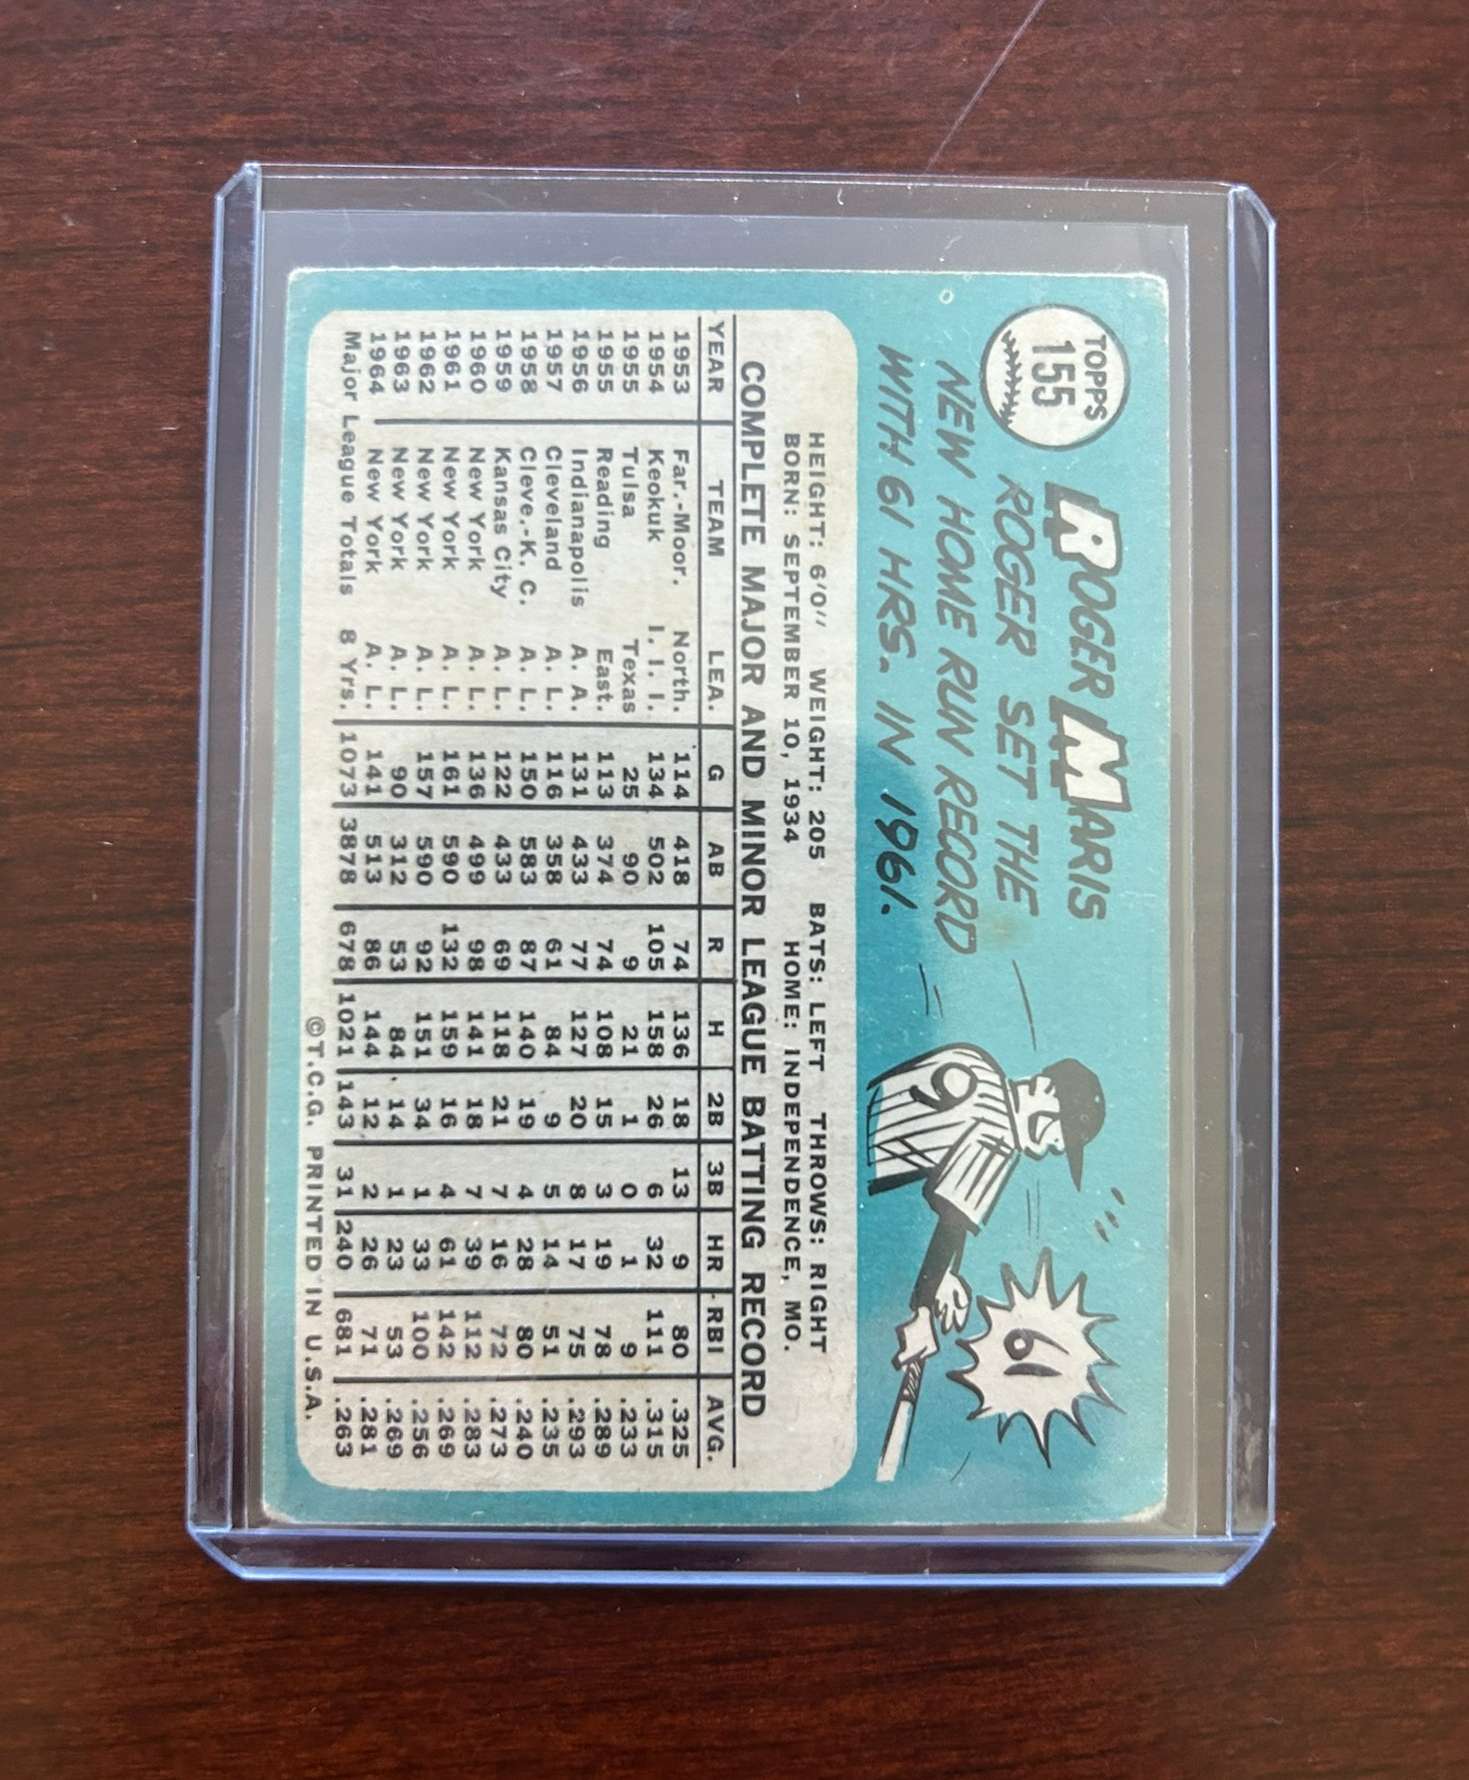 TOPPS
155
ROGER MARIS
ROGER SET THE
NEW HOME RUN RECORD
WITH 61 HRS. IN 1961.
9
61
HEIGHT: 6'0" WEIGHT: 205 BATS: LEFT THROWS: RIGHT
BORN: SEPTEMBER 10, 1934 HOME: INDEPENDENCE, MO.
COMPLETE MAJOR AND MINOR LEAGUE BATTING RECORD
YEAR TEAM LEA. G AB R H 2B 3B HR RBI AVG.
1953 Far.-Moor. North. 114 418 74 136 18 13 9 80 .325
1954 Keokuk I. I. I. 134 502 105 158 26 6 32 111 .315
1955 Tulsa Texas 25 90 9 21 1 0 1 9 .233
1955 Reading East. 113 374 74 108 15 3 19 78 .289
1956 Indianapolis A. A. 131 433 77 127 20 8 17 75 .293
1957 Cleveland A. L. 116 358 61 84 9 5 14 51 .235
1958 Cleve.-K. C. A. L. 150 583 87 140 19 4 28 80 .240
1959 Kansas City A. L. 122 433 69 118 21 7 16 72 .273
1960 New York A. L. 136 499 98 141 18 7 39 112 .283
1961 New York A. L. 161 590 132 159 16 4 61 142 .269
1962 New York A. L. 157 590 92 151 34 1 33 100 .256
1963 New York A. L. 90 312 53 84 14 1 23 53 .269
1964 New York A. L. 141 513 86 144 12 2 26 71 .281
Major League Totals 8 Yrs. 1073 3878 678 1021 143 31 240 681 .263
©T.C.G. PRINTED IN U.S.A.